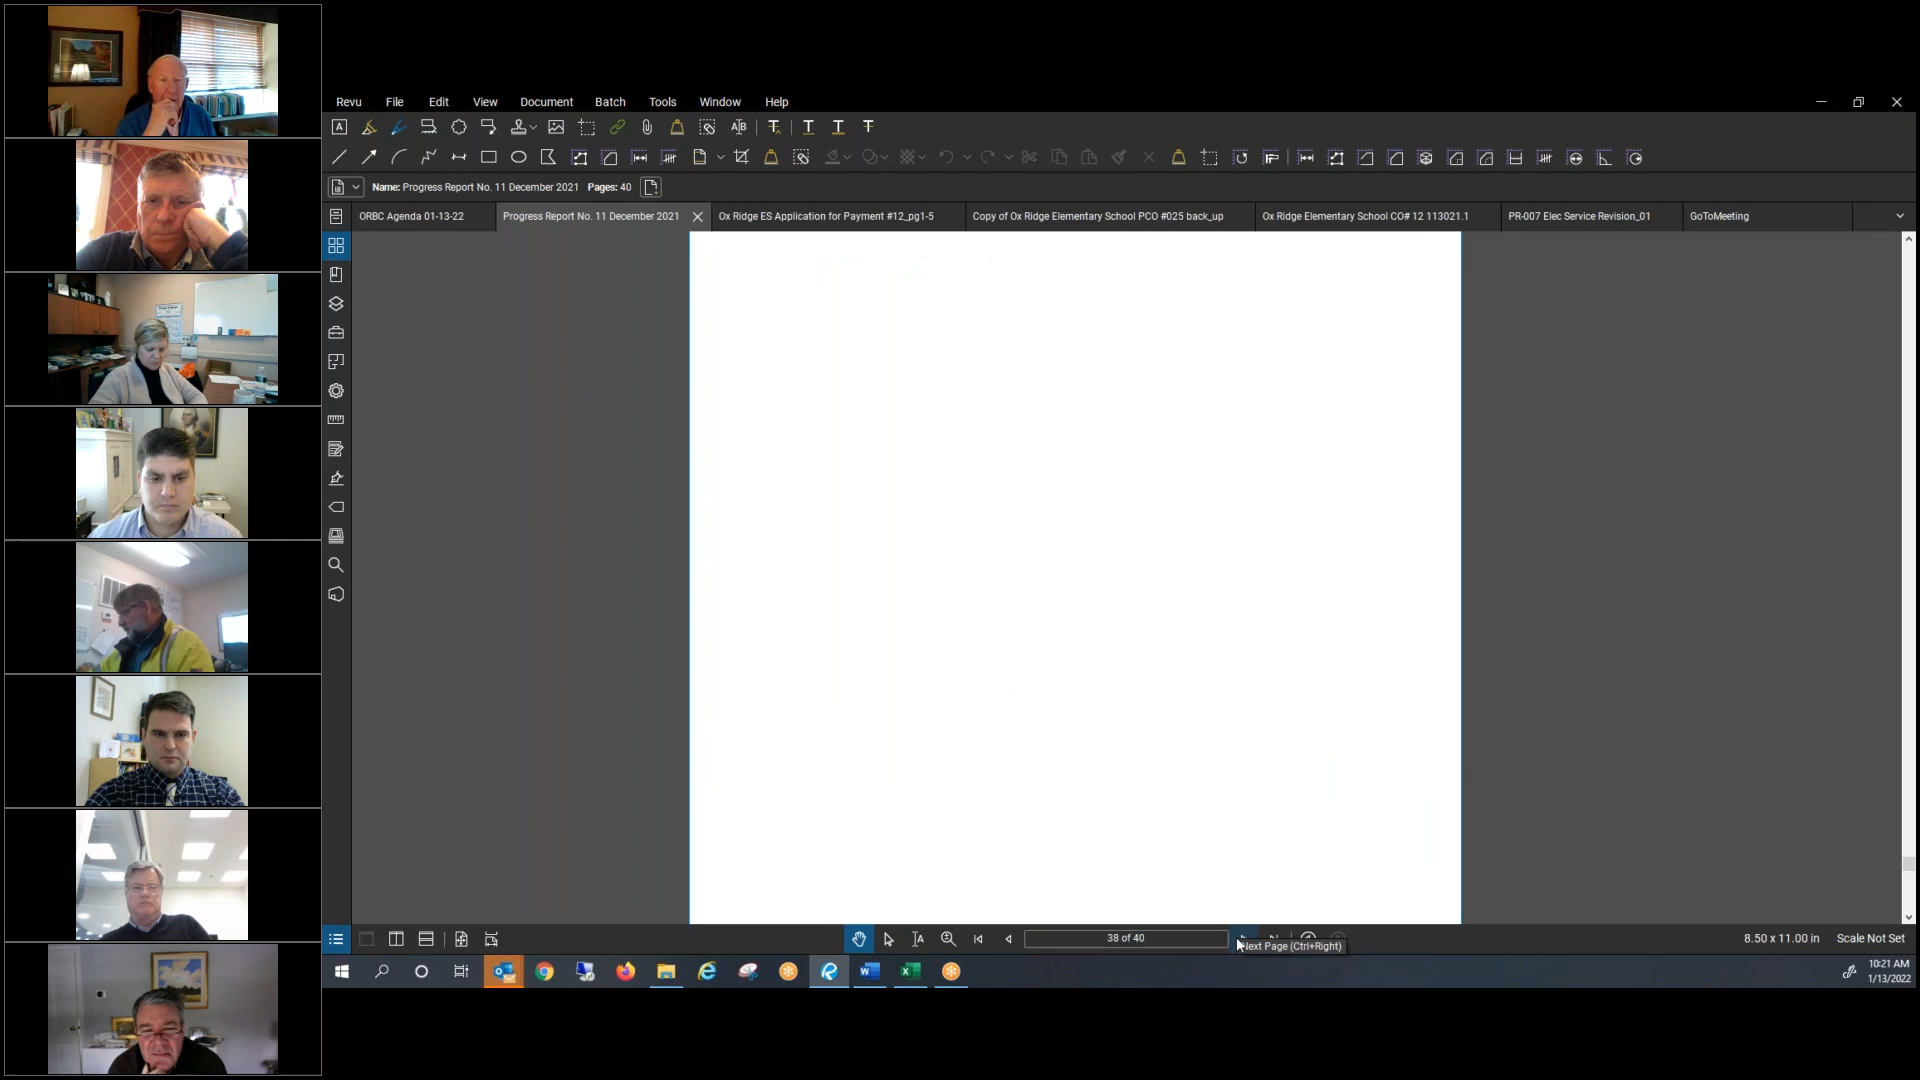 Revu File Edit View Document Batch Tools Window Help
Name: Progress Report No. 11 December 2021 Pages: 40
ORBC Agenda 01-13-22 Progress Report No. 11 December 2021 Ox Ridge ES Application for Payment #12_pg1-5 Copy of Ox Ridge Elementary School PCO #025 back_up Ox Ridge Elementary School CO# 12 113021.1 PR-007 Elec Service Revision_01 GoToMeeting
38 of 40 8.50 x 11.00 in Scale Not Set
Next Page (Ctrl+Right)
10:21 AM
1/13/2022